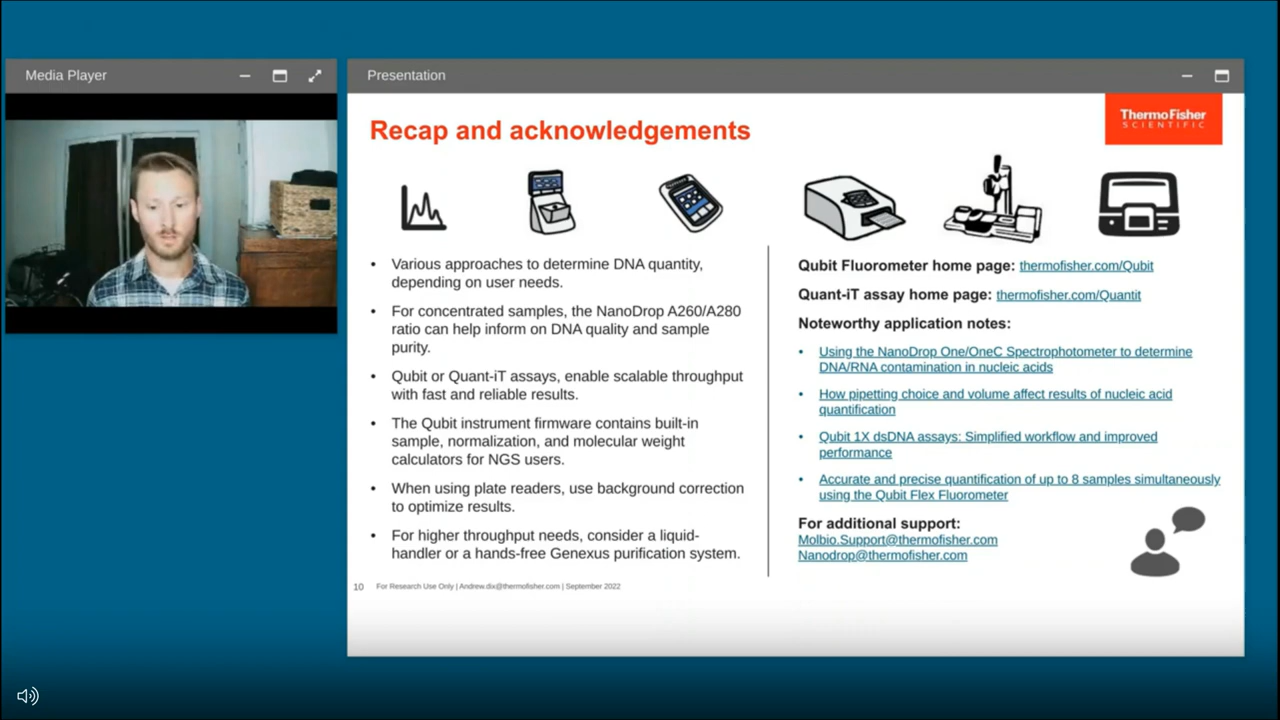 Media Player
Presentation
Recap and acknowledgements
ThermoFisher
SCIENTIFIC
• Various approaches to determine DNA quantity,
depending on user needs.
• For concentrated samples, the NanoDrop A260/A280
ratio can help inform on DNA quality and sample
purity.
• Qubit or Quant-iT assays, enable scalable throughput
with fast and reliable results.
• The Qubit instrument firmware contains built-in
sample, normalization, and molecular weight
calculators for NGS users.
• When using plate readers, use background correction
to optimize results.
• For higher throughput needs, consider a liquid-
handler or a hands-free Genexus purification system.
Qubit Fluorometer home page: thermofisher.com/Qubit
Quant-iT assay home page: thermofisher.com/Quantit
Noteworthy application notes:
• Using the NanoDrop One/OneC Spectrophotometer to determine
DNA/RNA contamination in nucleic acids
• How pipetting choice and volume affect results of nucleic acid
quantification
• Qubit 1X dsDNA assays: Simplified workflow and improved
performance
• Accurate and precise quantification of up to 8 samples simultaneously
using the Qubit Flex Fluorometer
For additional support:
Molbio.Support@thermofisher.com
Nanodrop@thermofisher.com
10 For Research Use Only | Andrew.dix@thermofisher.com | September 2022